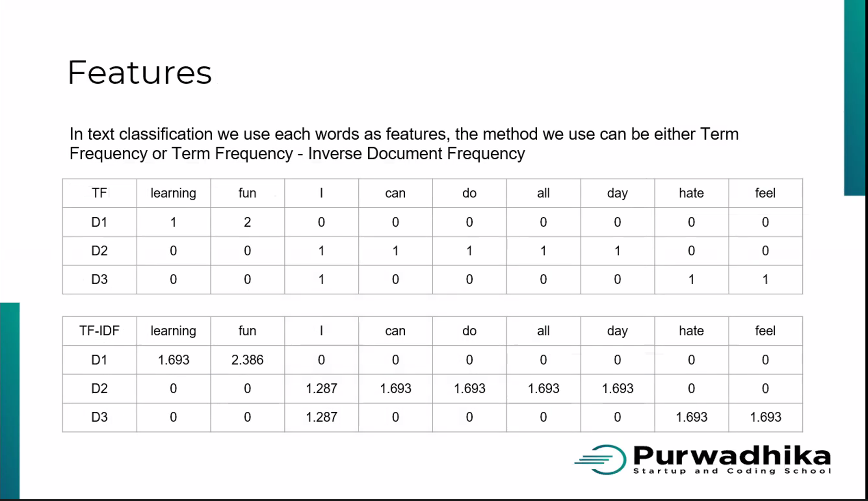 Features
In text classification we use each words as features, the method we use can be either Term
Frequency or Term Frequency - Inverse Document Frequency
TF learning fun I can do all day hate feel
D1 1 2 0 0 0 0 0 0 0
D2 0 0 1 1 1 1 1 0 0
D3 0 0 1 0 0 0 0 1 1
TF-IDF learning fun I can do all day hate feel
D1 1.693 2.386 0 0 0 0 0 0 0
D2 0 0 1.287 1.693 1.693 1.693 1.693 0 0
D3 0 0 1.287 0 0 0 0 1.693 1.693
Purwadhika
Startup and Coding School